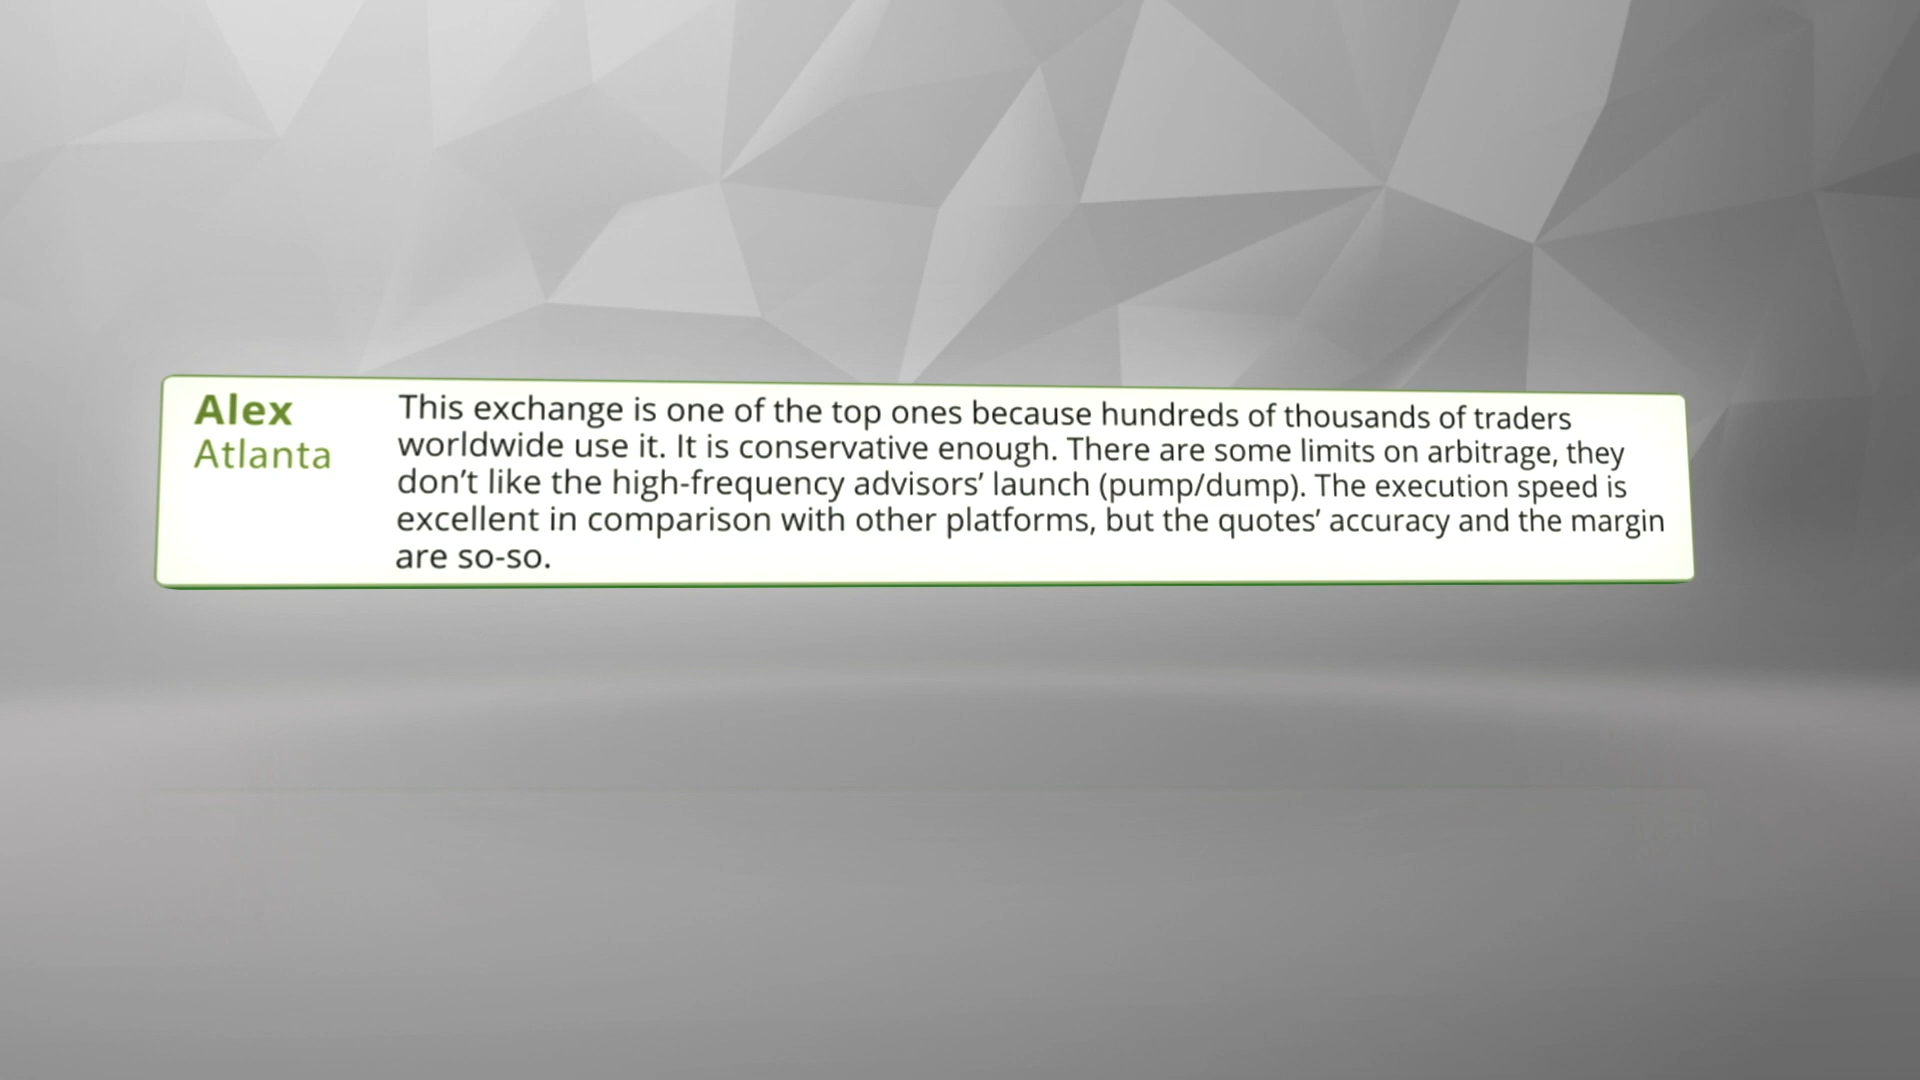 Alex
Atlanta
This exchange is one of the top ones because hundreds of thousands of traders
worldwide use it. It is conservative enough. There are some limits on arbitrage, they
don’t like the high-frequency advisors’ launch (pump/dump). The execution speed is
excellent in comparison with other platforms, but the quotes’ accuracy and the margin
are so-so.